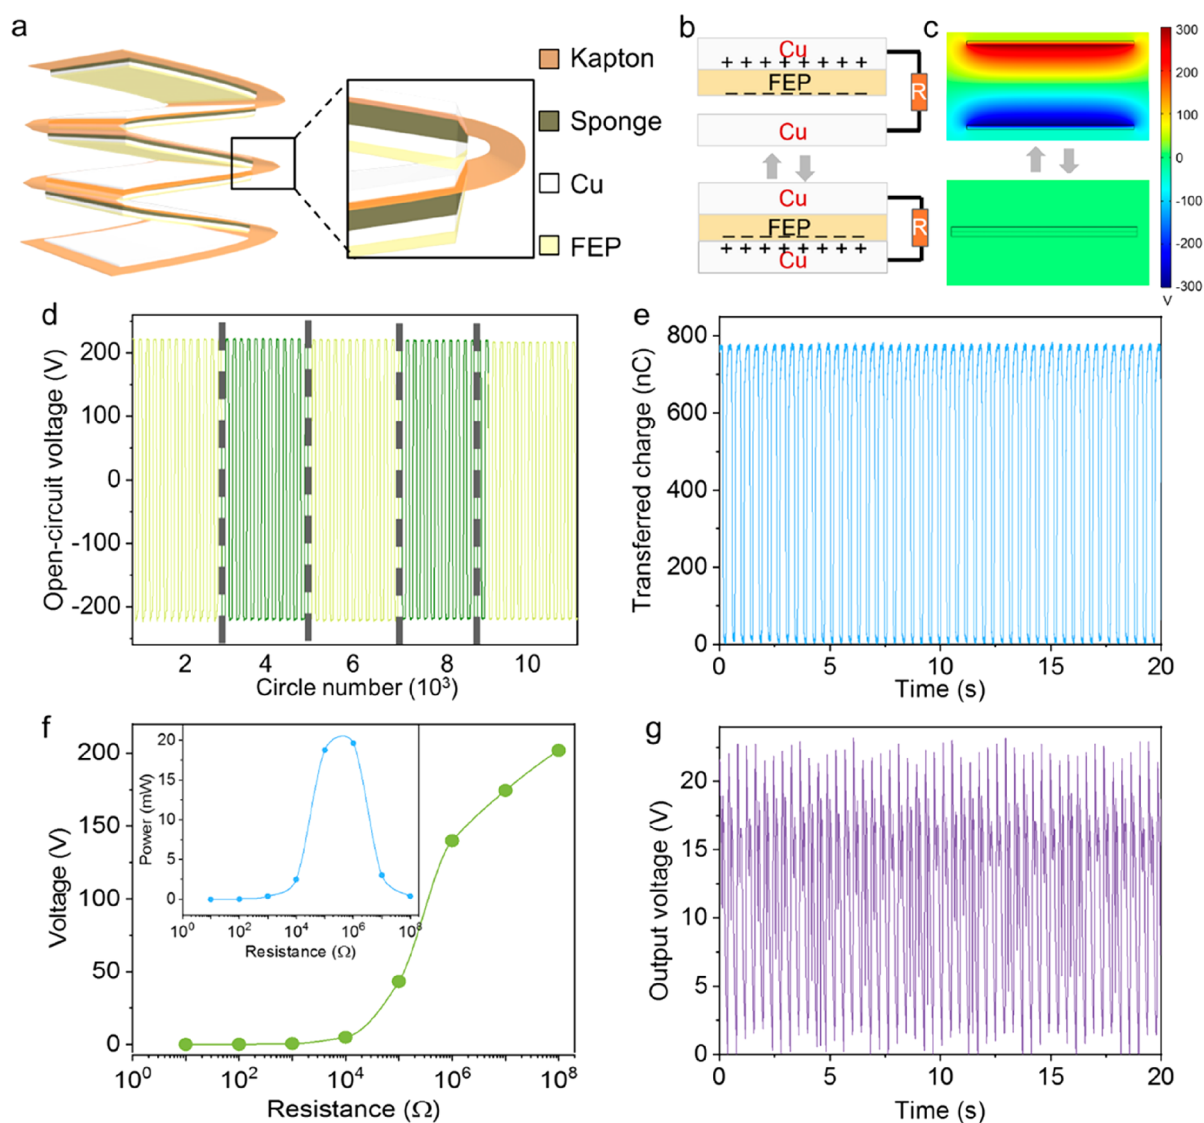 a
Kapton
Sponge
Cu
FEP
b
Cu
+ + + + + + + +
FEP
R
Cu
Cu
FEP
R
+ + + + + + + +
Cu
c
300
200
100
0
-100
-200
-300
V
d
Open-circuit voltage (V)
200
100
0
-100
-200
2 4 6 8 10
Circle number (10³)
e
Transferred charge (nC)
800
600
400
200
0
0 5 10 15 20
Time (s)
f
Voltage (V)
200
150
100
50
0
10⁰ 10² 10⁴ 10⁶ 10⁸
Resistance (Ω)
Power (mW)
20
15
10
5
0
10⁰ 10² 10⁴ 10⁶ 10⁸
Resistance (Ω)
g
Output voltage (V)
20
15
10
5
0
0 5 10 15 20
Time (s)